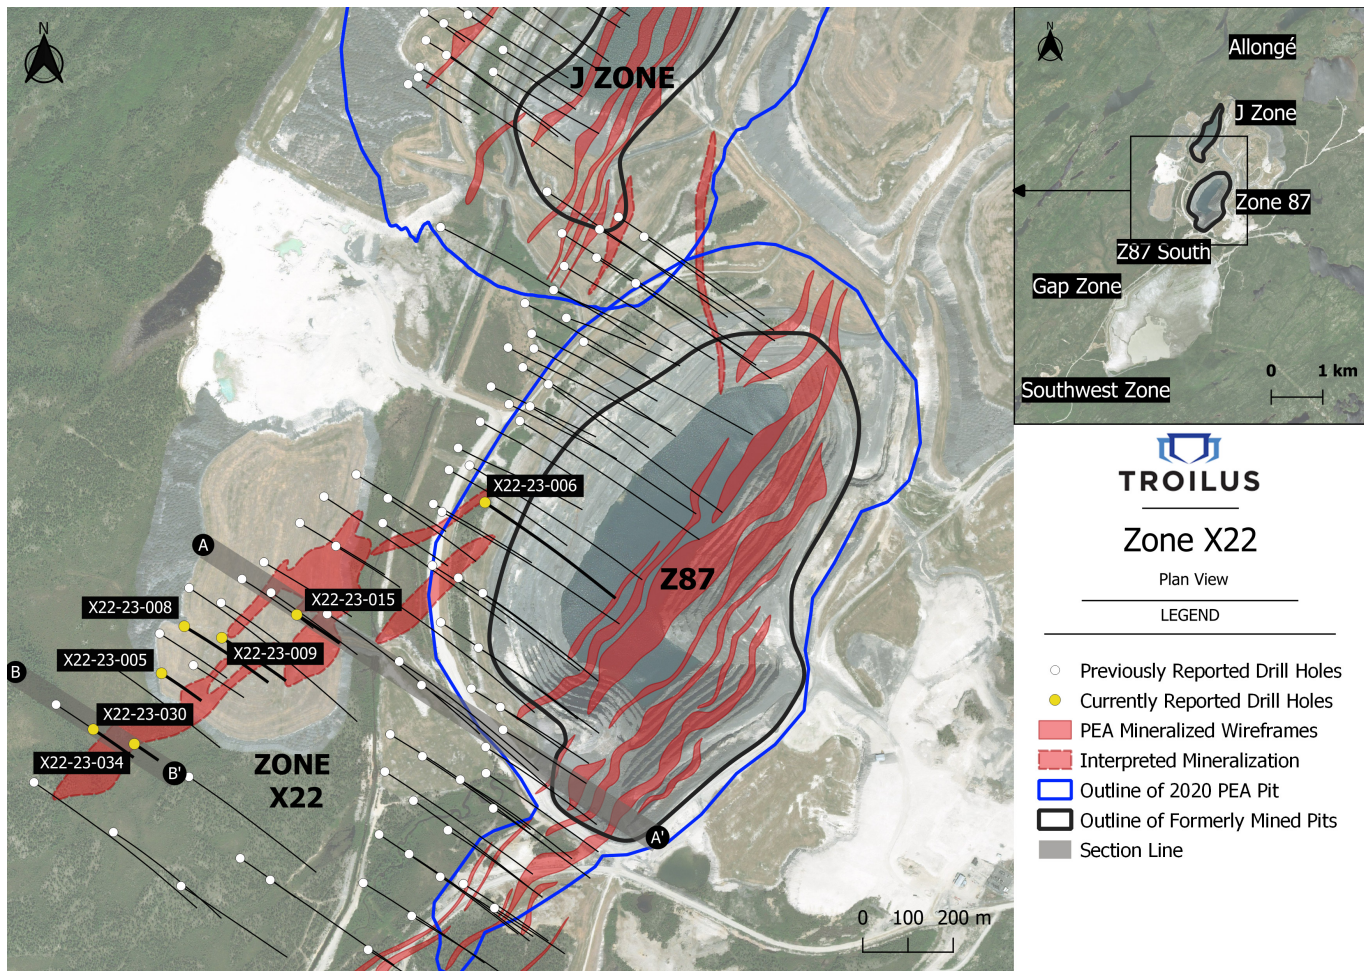 N
J ZONE
X22-23-006
Z87
A
X22-23-015
X22-23-008
X22-23-009
X22-23-005
B
X22-23-030
X22-23-034
B'
ZONE
X22
A'
0 100 200 m
N
Allongé
J Zone
Zone 87
Z87 South
Gap Zone
Southwest Zone
0 1 km
TROILUS
Zone X22
Plan View
LEGEND
Previously Reported Drill Holes
Currently Reported Drill Holes
PEA Mineralized Wireframes
Interpreted Mineralization
Outline of 2020 PEA Pit
Outline of Formerly Mined Pits
Section Line